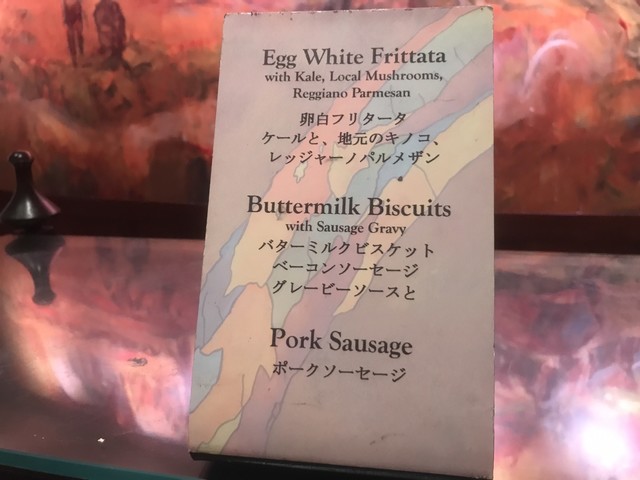 Egg White Frittata
with Kale, Local Mushrooms,
Reggiano Parmesan
卵白フリタータ
ケールと、地元のキノコ、
レッジャーノパルメザン
Buttermilk Biscuits
with Sausage Gravy
バターミルクビスケット
ベーコンソーセージ
グレービーソースと
Pork Sausage
ポークソーセージ